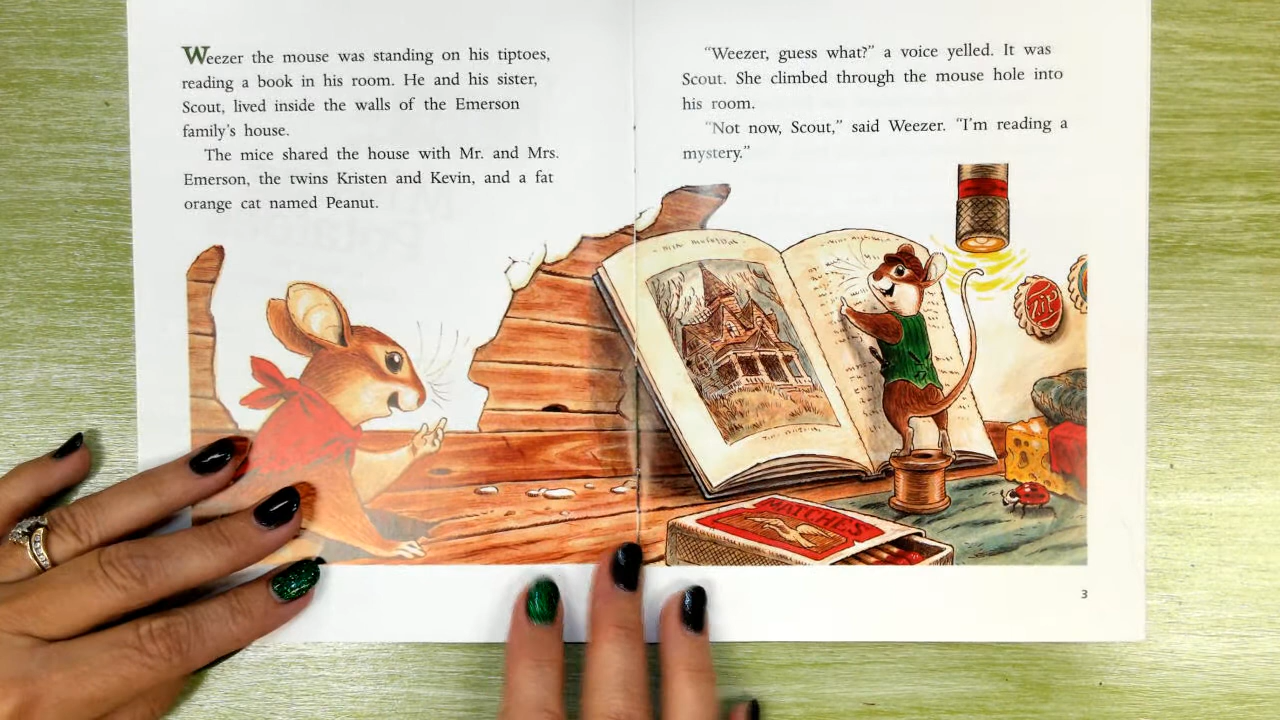 Weezer the mouse was standing on his tiptoes,
reading a book in his room. He and his sister,
Scout, lived inside the walls of the Emerson
family's house.
The mice shared the house with Mr. and Mrs.
Emerson, the twins Kristen and Kevin, and a fat
orange cat named Peanut.
"Weezer, guess what?" a voice yelled. It was
Scout. She climbed through the mouse hole into
his room.
"Not now, Scout," said Weezer. "I'm reading a
mystery."
Zip
MATCHES
3